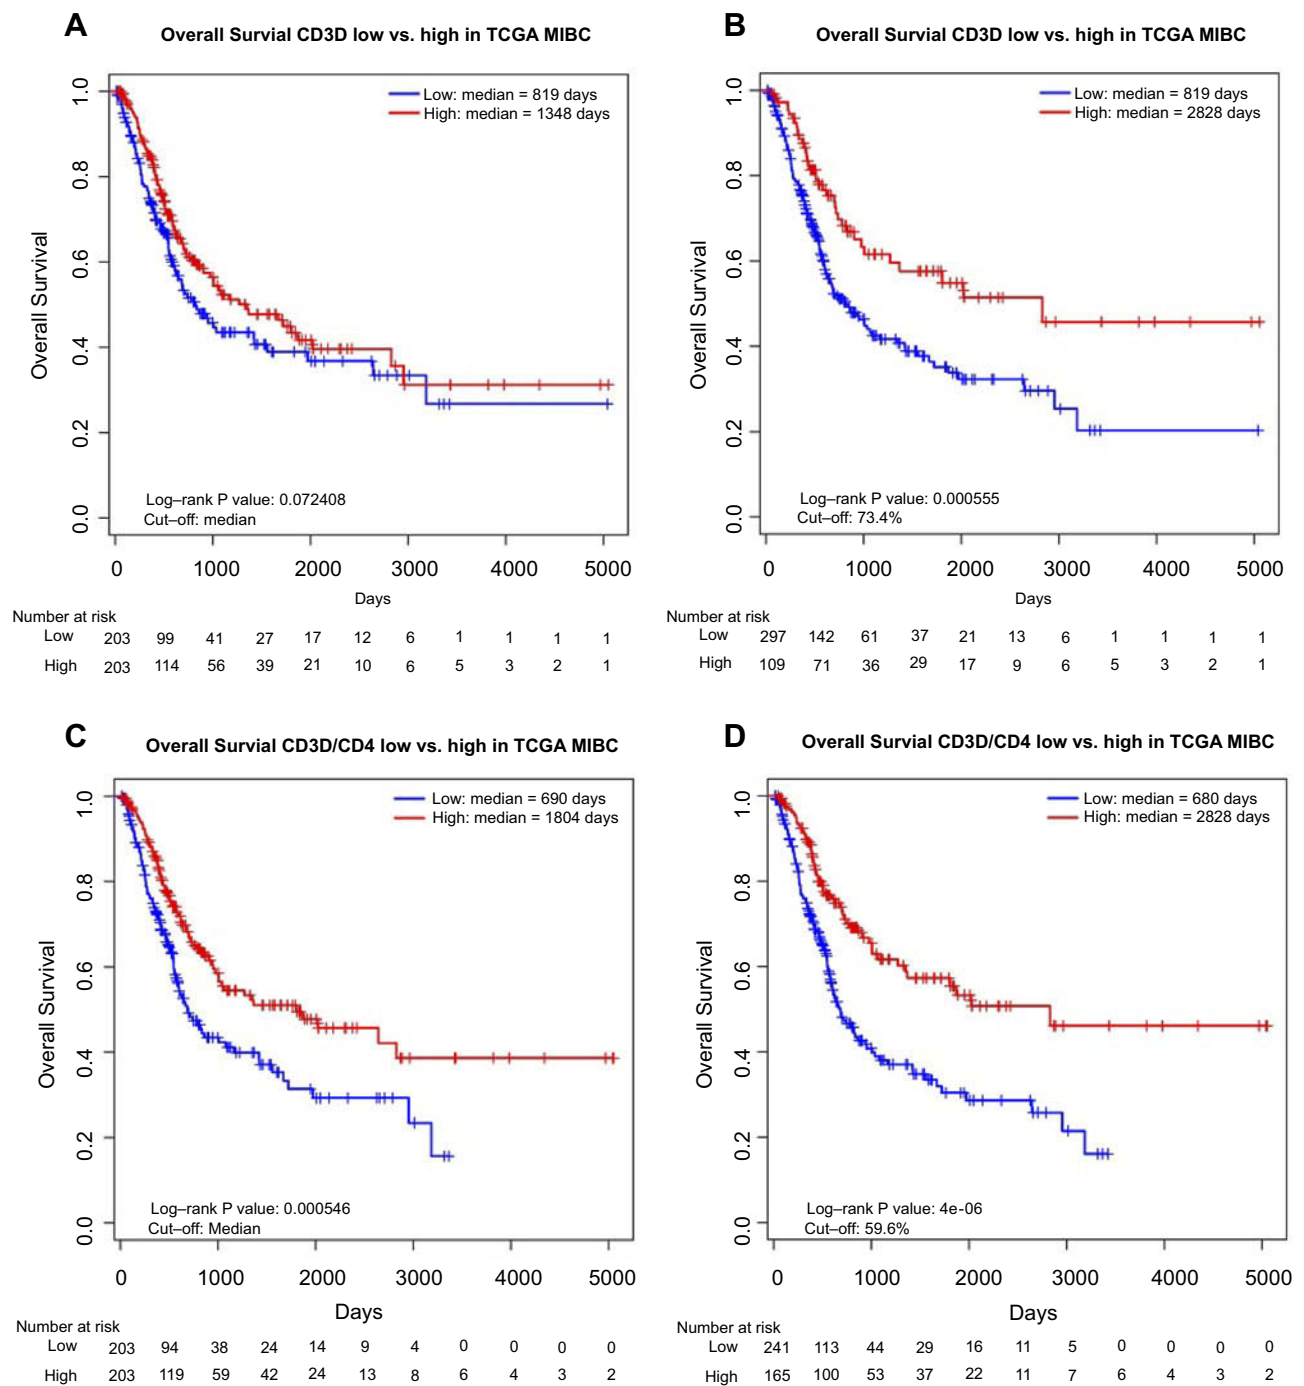 A
Overall Survial CD3D low vs. high in TCGA MIBC
Low: median = 819 days
High: median = 1348 days
Overall Survival
1.0
0.8
0.6
0.4
0.2
0.0
Log–rank P value: 0.072408
Cut–off: median
0 1000 2000 3000 4000 5000
Days
Number at risk
Low 203 99 41 27 17 12 6 1 1 1 1
High 203 114 56 39 21 10 6 5 3 2 1
B
Overall Survial CD3D low vs. high in TCGA MIBC
Low: median = 819 days
High: median = 2828 days
Overall Survival
1.0
0.8
0.6
0.4
0.2
0.0
Log–rank P value: 0.000555
Cut–off: 73.4%
0 1000 2000 3000 4000 5000
Days
Number at risk
Low 297 142 61 37 21 13 6 1 1 1 1
High 109 71 36 29 17 9 6 5 3 2 1
C
Overall Survial CD3D/CD4 low vs. high in TCGA MIBC
Low: median = 690 days
High: median = 1804 days
Overall Survival
1.0
0.8
0.6
0.4
0.2
0.0
Log–rank P value: 0.000546
Cut–off: Median
0 1000 2000 3000 4000 5000
Days
Number at risk
Low 203 94 38 24 14 9 4 0 0 0 0
High 203 119 59 42 24 13 8 6 4 3 2
D
Overall Survial CD3D/CD4 low vs. high in TCGA MIBC
Low: median = 680 days
High: median = 2828 days
Overall Survival
1.0
0.8
0.6
0.4
0.2
0.0
Log–rank P value: 4e-06
Cut–off: 59.6%
0 1000 2000 3000 4000 5000
Days
Number at risk
Low 241 113 44 29 16 11 5 0 0 0 0
High 165 100 53 37 22 11 7 6 4 3 2